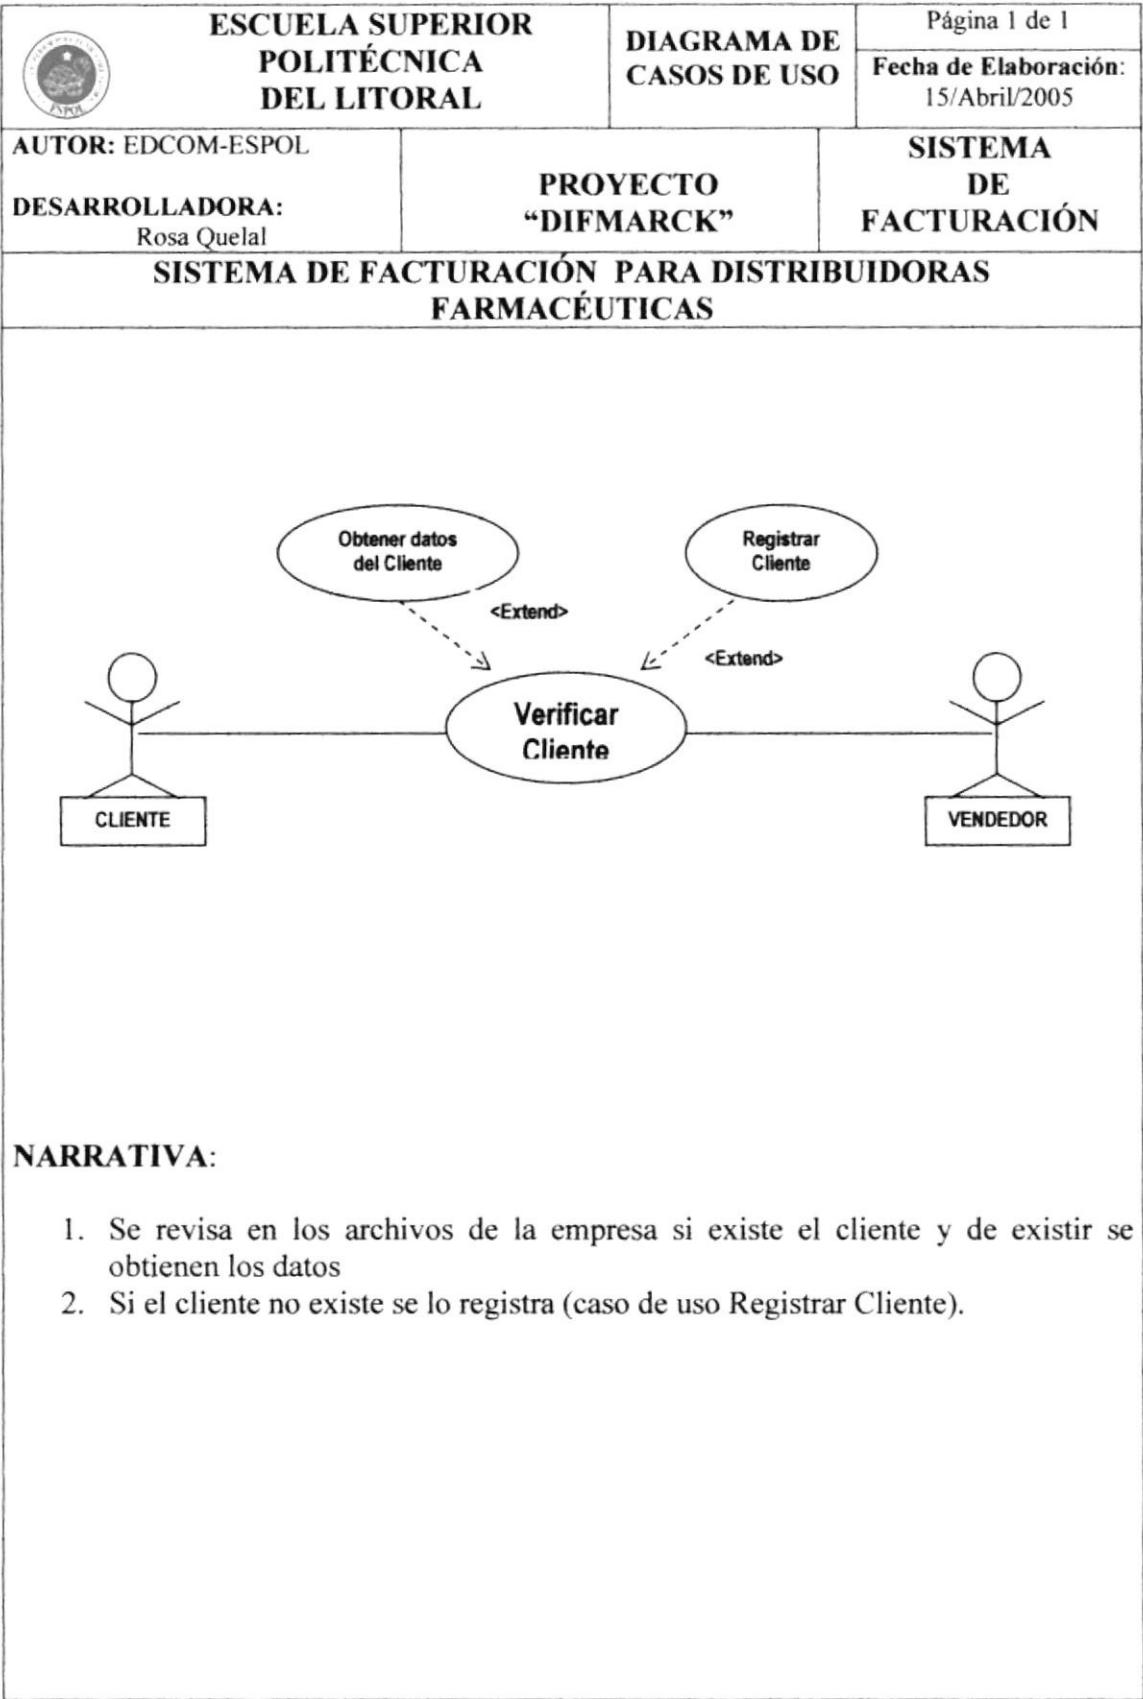 ESCUELA SUPERIOR
POLITÉCNICA
DEL LITORAL
DIAGRAMA DE
CASOS DE USO
Página 1 de 1
Fecha de Elaboración:
15/Abril/2005
ESPOL
AUTOR: EDCOM-ESPOL
DESARROLLADORA:
Rosa Quelal
PROYECTO
“DIFMARCK”
SISTEMA
DE
FACTURACIÓN
SISTEMA DE FACTURACIÓN PARA DISTRIBUIDORAS
FARMACÉUTICAS
Obtener datos
del Cliente
Registrar
Cliente
<Extend>
<Extend>
Verificar
Cliente
CLIENTE
VENDEDOR
NARRATIVA:
1. Se revisa en los archivos de la empresa si existe el cliente y de existir se
obtienen los datos
2. Si el cliente no existe se lo registra (caso de uso Registrar Cliente).